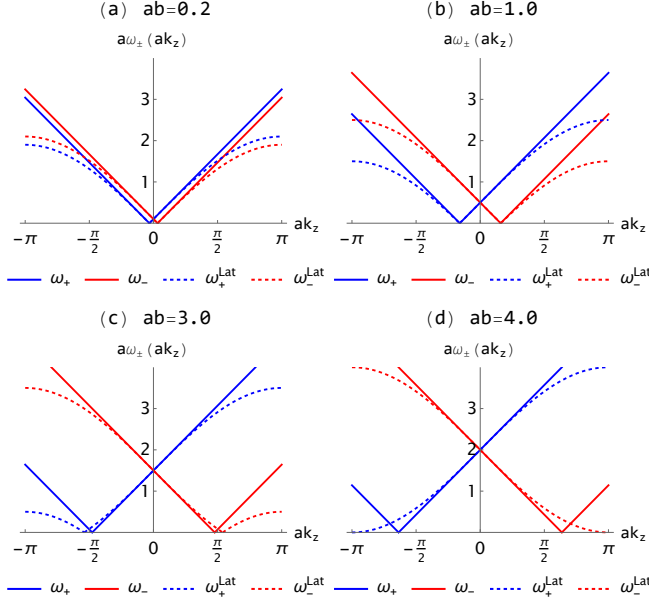 (a) ab=0.2 (b) ab=1.0
aω±(akz) aω±(akz)
3 3
2 2
1 1
akz akz
−π −π/2 0 π/2 π −π −π/2 0 π/2 π
ω+ ω− ω+^Lat ω−^Lat ω+ ω− ω+^Lat ω−^Lat
(c) ab=3.0 (d) ab=4.0
aω±(akz) aω±(akz)
3 3
2 2
1 1
akz akz
−π −π/2 0 π/2 π −π −π/2 0 π/2 π
ω+ ω− ω+^Lat ω−^Lat ω+ ω− ω+^Lat ω−^Lat